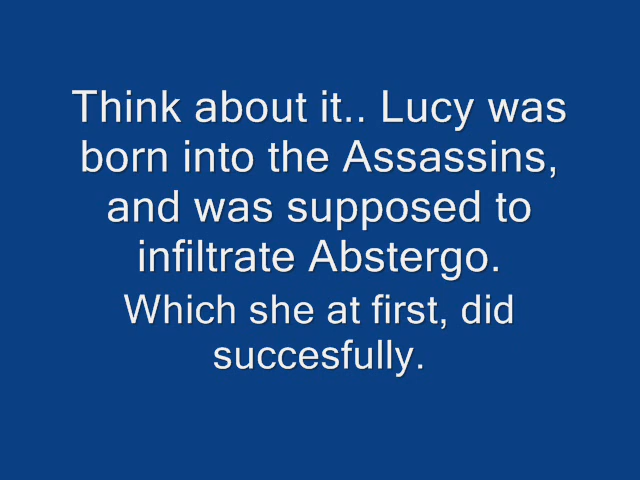 Think about it.. Lucy was
born into the Assassins,
and was supposed to
infiltrate Abstergo.
Which she at first, did
succesfully.